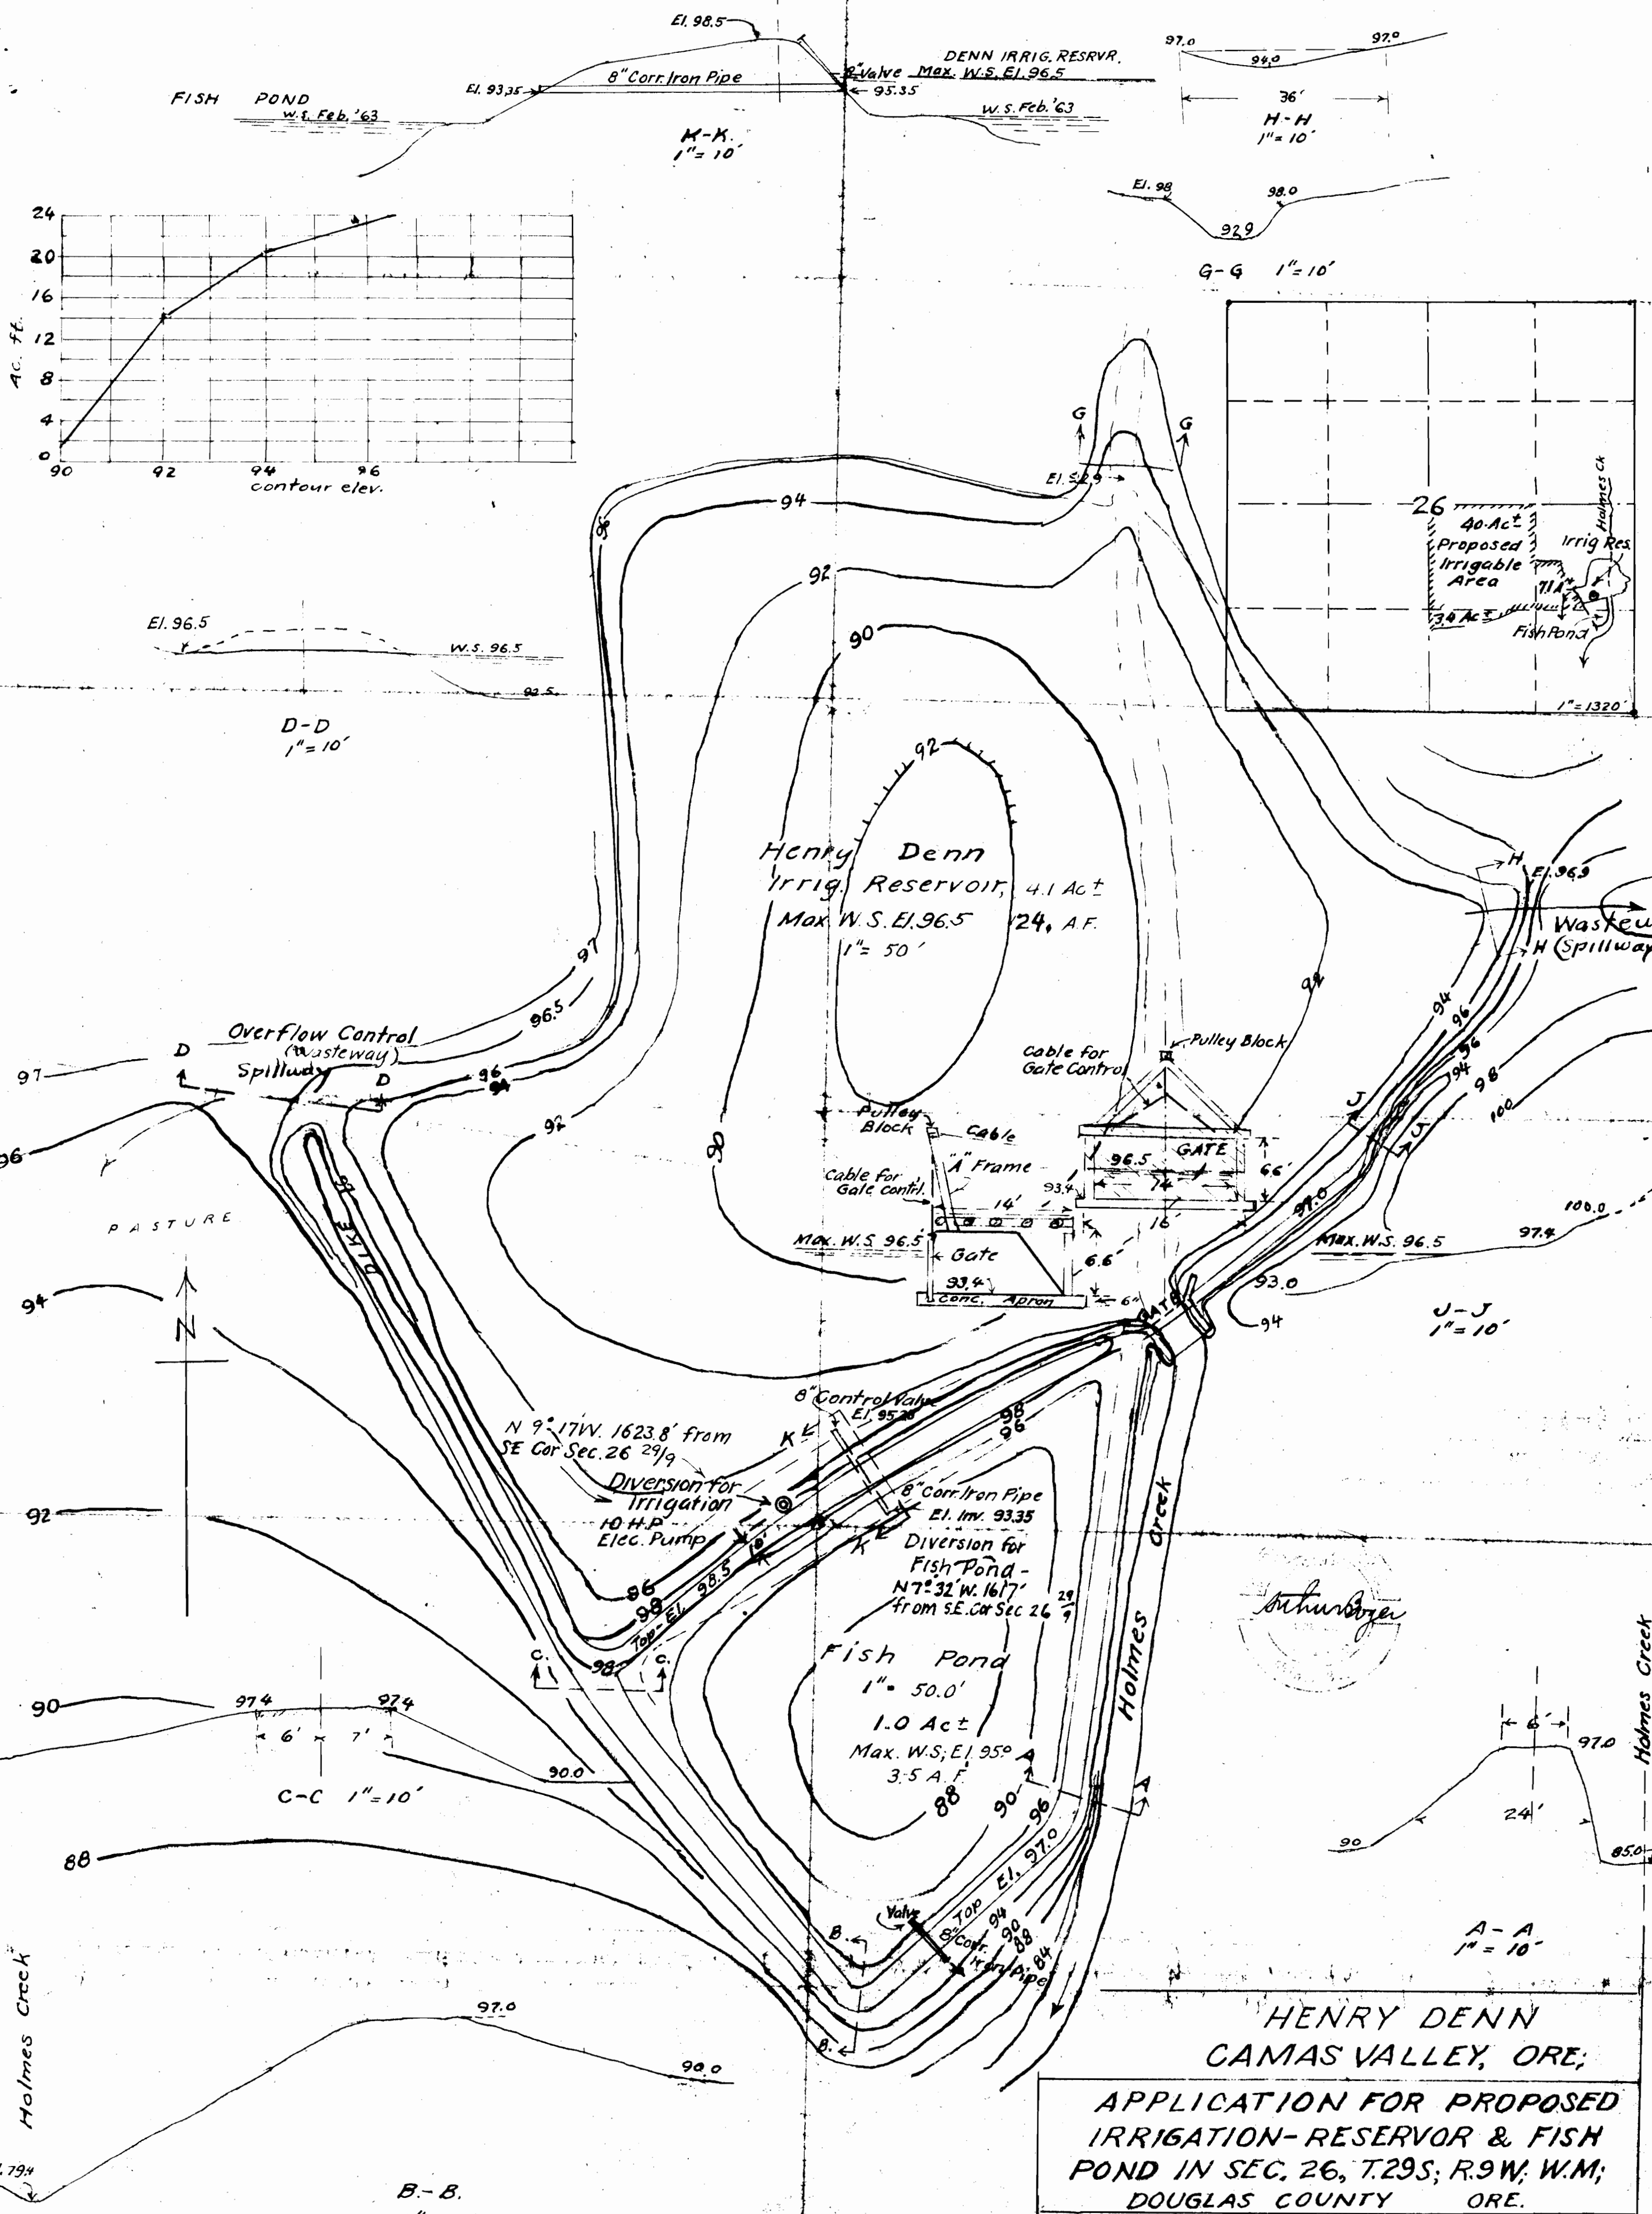 El. 98.5
8" Corr. Iron Pipe
El. 93.35
FISH POND
W.S. Feb. '63
DENN IRRIG. RESRVR.
8" Valve Max. W.S. El. 96.5
95.35
W.S. Feb. '63
K-K.
1" = 10'
97.0
97.0
94.0
36'
H-H
1" = 10'
El. 98
98.0
92.9
G-G 1" = 10'
24
20
16
12
8
4
0
Ac. ft.
90
92
94
96
contour elev.
26
40 Ac ±
Proposed
Irrigable
Area
3.4 Ac ±
Holmes Ck
Irrig Res.
Fish Pond
1" = 1320'
G
G
96
94
92
90
92
El. 96.5
W.S. 96.5
92.5
D-D
1" = 10'
Henry Denn
Irrig. Reservoir, 4.1 Ac ±
Max W.S. El. 96.5 24. A.F.
1" = 50'
H
El. 96.9
H (Spillway
97
96.5
Overflow Control
(Wasteway)
Spillway
D
D
96
94
97
96
92
90
92
94
96
96
94
98
100
J
J
Pulley Block
Cable for
Gate Control
GATE
96.5
14'
6.6'
93.4
16'
Pulley
Block
Cable
"A" Frame
Cable for
Gate Contrl.
14'
Max. W.S. 96.5
Gate
6.6'
93.4
Conc. Apron
6"
97.0
100.0
97.4
Max. W.S. 96.5
93.0
94
J-J
1" = 10'
GATE
PASTURE
DIKE
94
N
92
90
88
8" Control Valve
K
98
96
N 9°-17'W. 1623.8' from
SE Cor Sec. 26 29/9
Diversion for
Irrigation
10 H.P.
Elec. Pump
8" Corr. Iron Pipe
El. Inv. 93.35
K
Diversion for
Fish Pond -
N 7° 32' W. 1617'
from S.E. Cor Sec 26 29/9
96
98
Top El. 98.5
98
C.
C.
Fish Pond
1" = 50.0'
1.0 Ac ±
Max. W.S; El. 95.0
3.5 A.F.
88
90
96
A
A
Holmes Creek
97.4
97.4
6' 7'
90.0
C-C 1" = 10'
6'
97.0
24'
90
85.0
Holmes Creek
A-A
1" = 10'
Top El. 97.0
Valve
8" Corr.
Iron Pipe
94
90
88
84
B.
B.
Holmes Creek
97.0
90.0
B.-B.
HENRY DENN
CAMAS VALLEY, ORE;
APPLICATION FOR PROPOSED
IRRIGATION-RESERVOR & FISH
POND IN SEC. 26, T.29S; R.9W; W.M;
DOUGLAS COUNTY ORE.